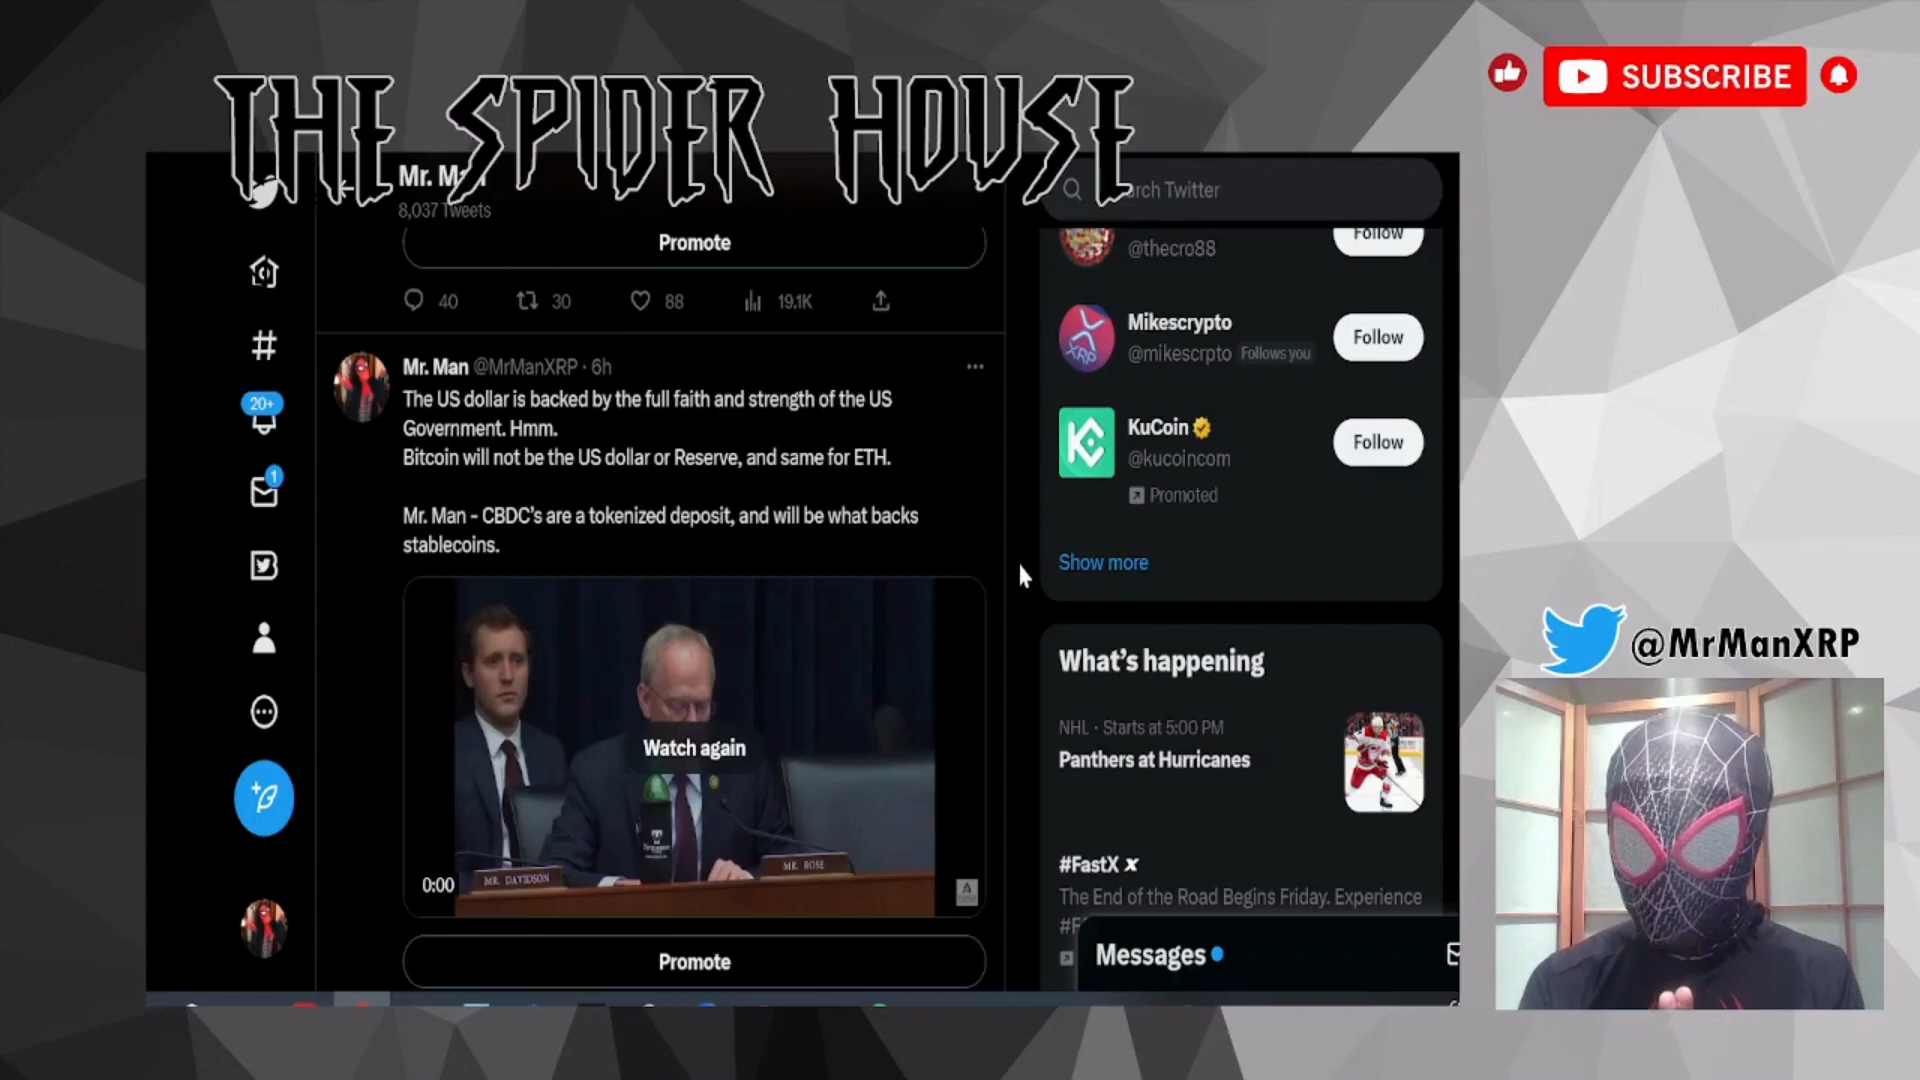 THE SPIDER HOUSE
SUBSCRIBE
Mr. Man
8,037 Tweets
Promote
40 30 88 19.1K
Mr. Man @MrManXRP · 6h
The US dollar is backed by the full faith and strength of the US
Government. Hmm.
Bitcoin will not be the US dollar or Reserve, and same for ETH.
Mr. Man - CBDC's are a tokenized deposit, and will be what backs
stablecoins.
Watch again
0:00
MR. DAVIDSON
MR. ROSE
Promote
20+
1
Twitter
@thecro88
Follow
Mikescrypto
@mikescrpto Follows you
Follow
XRP
KuCoin
@kucoincom
Follow
Promoted
Show more
What's happening
NHL · Starts at 5:00 PM
Panthers at Hurricanes
#FastX
The End of the Road Begins Friday. Experience
Messages
@MrManXRP